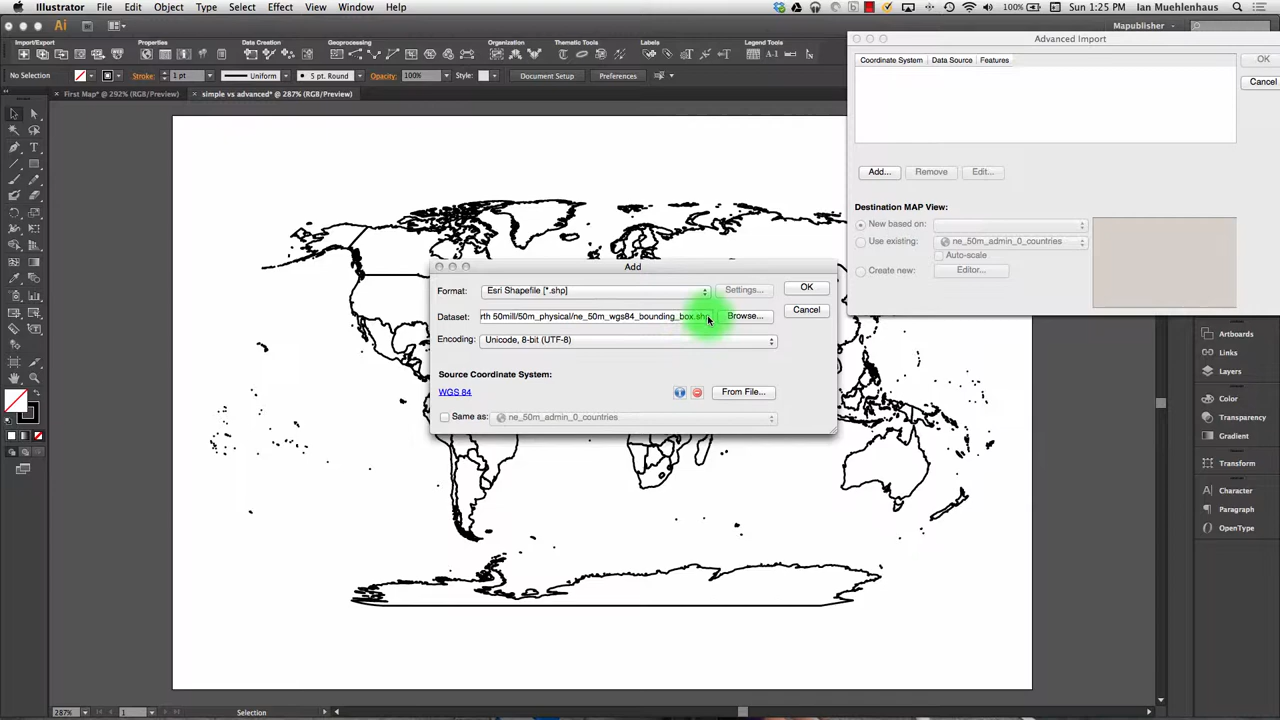 Illustrator File Edit Object Type Select Effect View Window Help
100% Sun 1:25 PM Ian Muehlenhaus
Ai Mapublisher
Import/Export Properties Data Creation Geoprocessing Organization Thematic Tools Labels Legend Tools
No Selection Stroke: 1 pt Uniform 5 pt. Round Opacity: 100% Style: Document Setup Preferences
× First Map* @ 292% (RGB/Preview) × simple vs advanced* @ 287% (RGB/Preview)
Advanced Import
Coordinate System Data Source Features
OK
Cancel
Add... Remove Edit...
Destination MAP View:
New based on:
Use existing: ne_50m_admin_0_countries
Auto-scale
Create new: Editor...
Add
Format: Esri Shapefile [*.shp] Settings... OK
Dataset: rth 50mill/50m_physical/ne_50m_wgs84_bounding_box.shp Browse... Cancel
Encoding: Unicode, 8-bit (UTF-8)
Source Coordinate System:
WGS 84 From File...
Same as: ne_50m_admin_0_countries
Artboards
Links
Layers
Color
Transparency
Gradient
Transform
Character
Paragraph
OpenType
287% 1 Selection